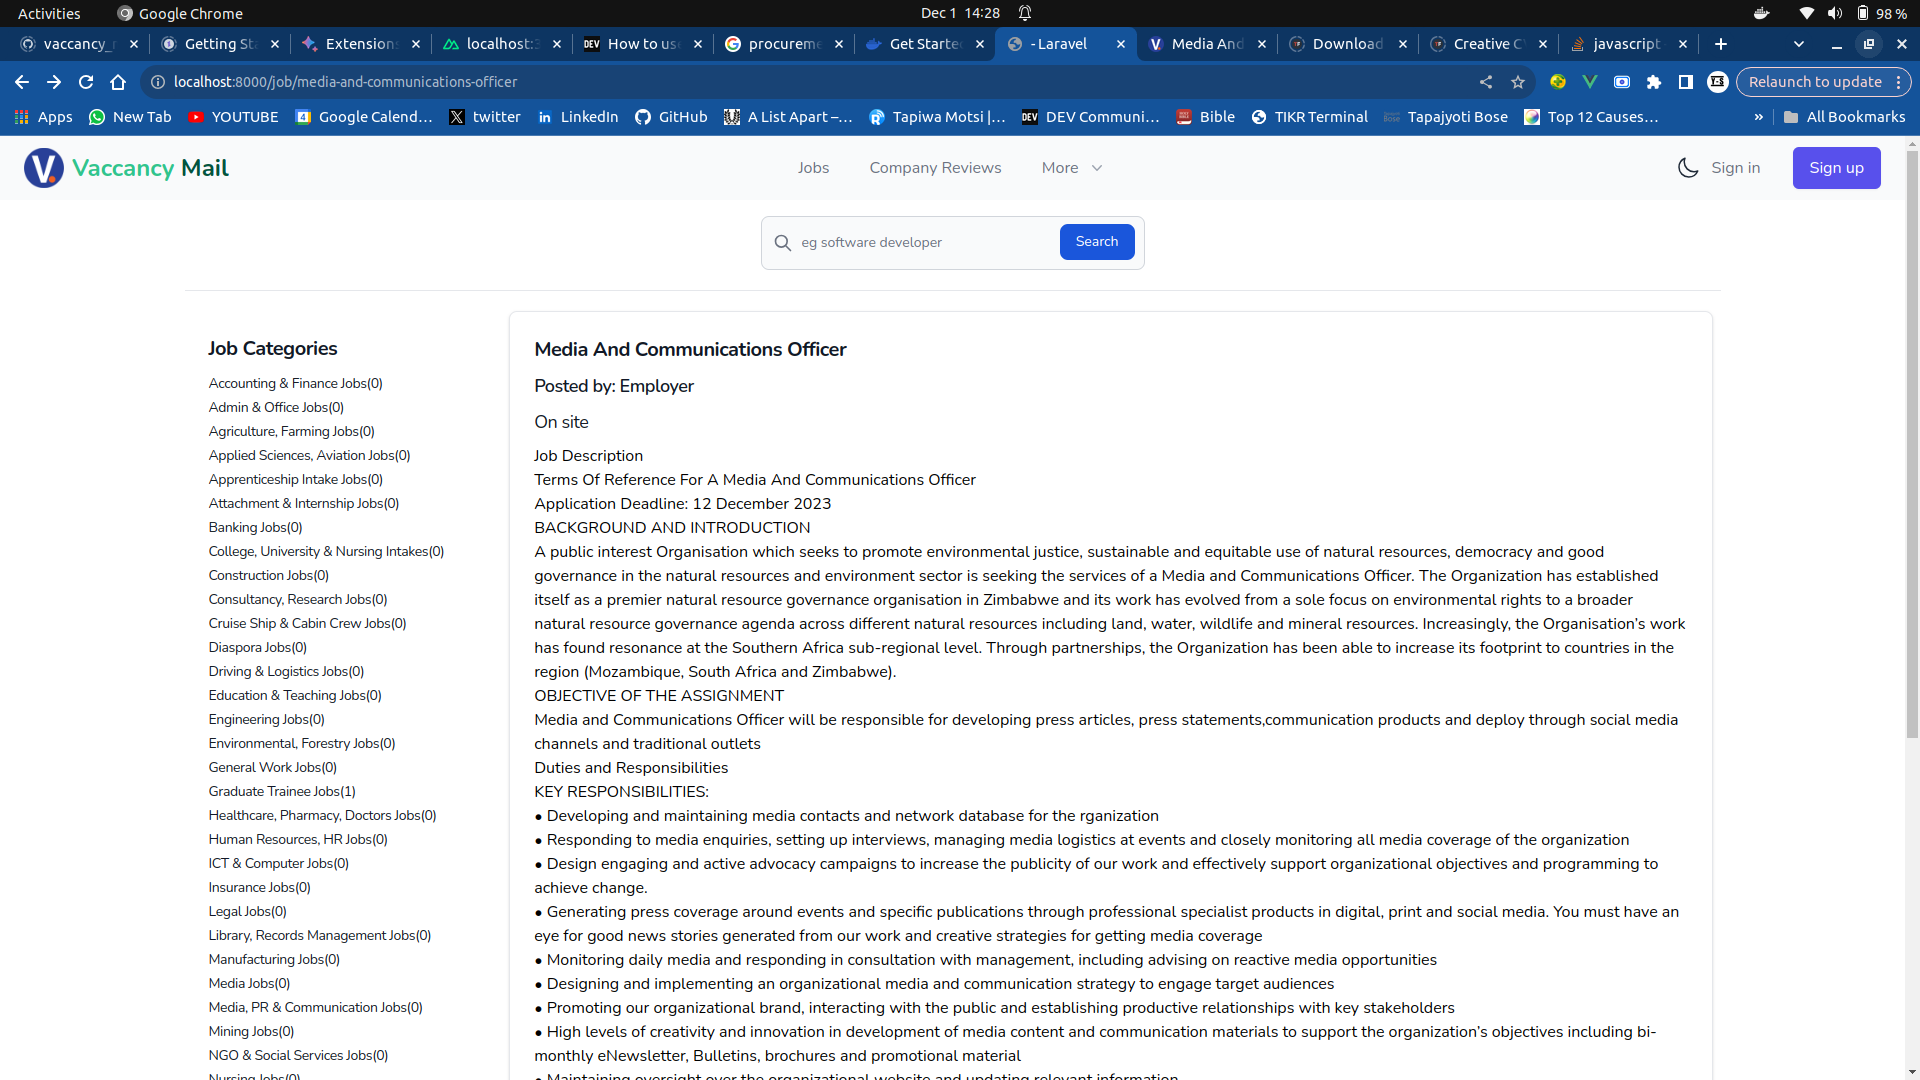 Activities Google Chrome Dec 1 14:28 98 %
vaccancy_ Getting Sta Extension localhost:3 How to us procureme Get Starte - Laravel Media And Download Creative C javascript
localhost:8000/job/media-and-communications-officer Relaunch to update
Apps New Tab YOUTUBE Google Calend… twitter LinkedIn GitHub A List Apart –… Tapiwa Motsi |… DEV Communi… Bible TIKR Terminal Tapajyoti Bose Top 12 Causes… » All Bookmarks
Vaccancy Mail Jobs Company Reviews More Sign in Sign up
eg software developer Search
Job Categories
Accounting & Finance Jobs(0)
Admin & Office Jobs(0)
Agriculture, Farming Jobs(0)
Applied Sciences, Aviation Jobs(0)
Apprenticeship Intake Jobs(0)
Attachment & Internship Jobs(0)
Banking Jobs(0)
College, University & Nursing Intakes(0)
Construction Jobs(0)
Consultancy, Research Jobs(0)
Cruise Ship & Cabin Crew Jobs(0)
Diaspora Jobs(0)
Driving & Logistics Jobs(0)
Education & Teaching Jobs(0)
Engineering Jobs(0)
Environmental, Forestry Jobs(0)
General Work Jobs(0)
Graduate Trainee Jobs(1)
Healthcare, Pharmacy, Doctors Jobs(0)
Human Resources, HR Jobs(0)
ICT & Computer Jobs(0)
Insurance Jobs(0)
Legal Jobs(0)
Library, Records Management Jobs(0)
Manufacturing Jobs(0)
Media Jobs(0)
Media, PR & Communication Jobs(0)
Mining Jobs(0)
NGO & Social Services Jobs(0)
Nursing Jobs(0)
Media And Communications Officer
Posted by: Employer
On site
Job Description
Terms Of Reference For A Media And Communications Officer
Application Deadline: 12 December 2023
BACKGROUND AND INTRODUCTION
A public interest Organisation which seeks to promote environmental justice, sustainable and equitable use of natural resources, democracy and good
governance in the natural resources and environment sector is seeking the services of a Media and Communications Officer. The Organization has established
itself as a premier natural resource governance organisation in Zimbabwe and its work has evolved from a sole focus on environmental rights to a broader
natural resource governance agenda across different natural resources including land, water, wildlife and mineral resources. Increasingly, the Organisation’s work
has found resonance at the Southern Africa sub-regional level. Through partnerships, the Organization has been able to increase its footprint to countries in the
region (Mozambique, South Africa and Zimbabwe).
OBJECTIVE OF THE ASSIGNMENT
Media and Communications Officer will be responsible for developing press articles, press statements,communication products and deploy through social media
channels and traditional outlets
Duties and Responsibilities
KEY RESPONSIBILITIES:
• Developing and maintaining media contacts and network database for the rganization
• Responding to media enquiries, setting up interviews, managing media logistics at events and closely monitoring all media coverage of the organization
• Design engaging and active advocacy campaigns to increase the publicity of our work and effectively support organizational objectives and programming to
achieve change.
• Generating press coverage around events and specific publications through professional specialist products in digital, print and social media. You must have an
eye for good news stories generated from our work and creative strategies for getting media coverage
• Monitoring daily media and responding in consultation with management, including advising on reactive media opportunities
• Designing and implementing an organizational media and communication strategy to engage target audiences
• Promoting our organizational brand, interacting with the public and establishing productive relationships with key stakeholders
• High levels of creativity and innovation in development of media content and communication materials to support the organization’s objectives including bi-
monthly eNewsletter, Bulletins, brochures and promotional material
• Maintaining oversight over the organizational website and updating relevant information